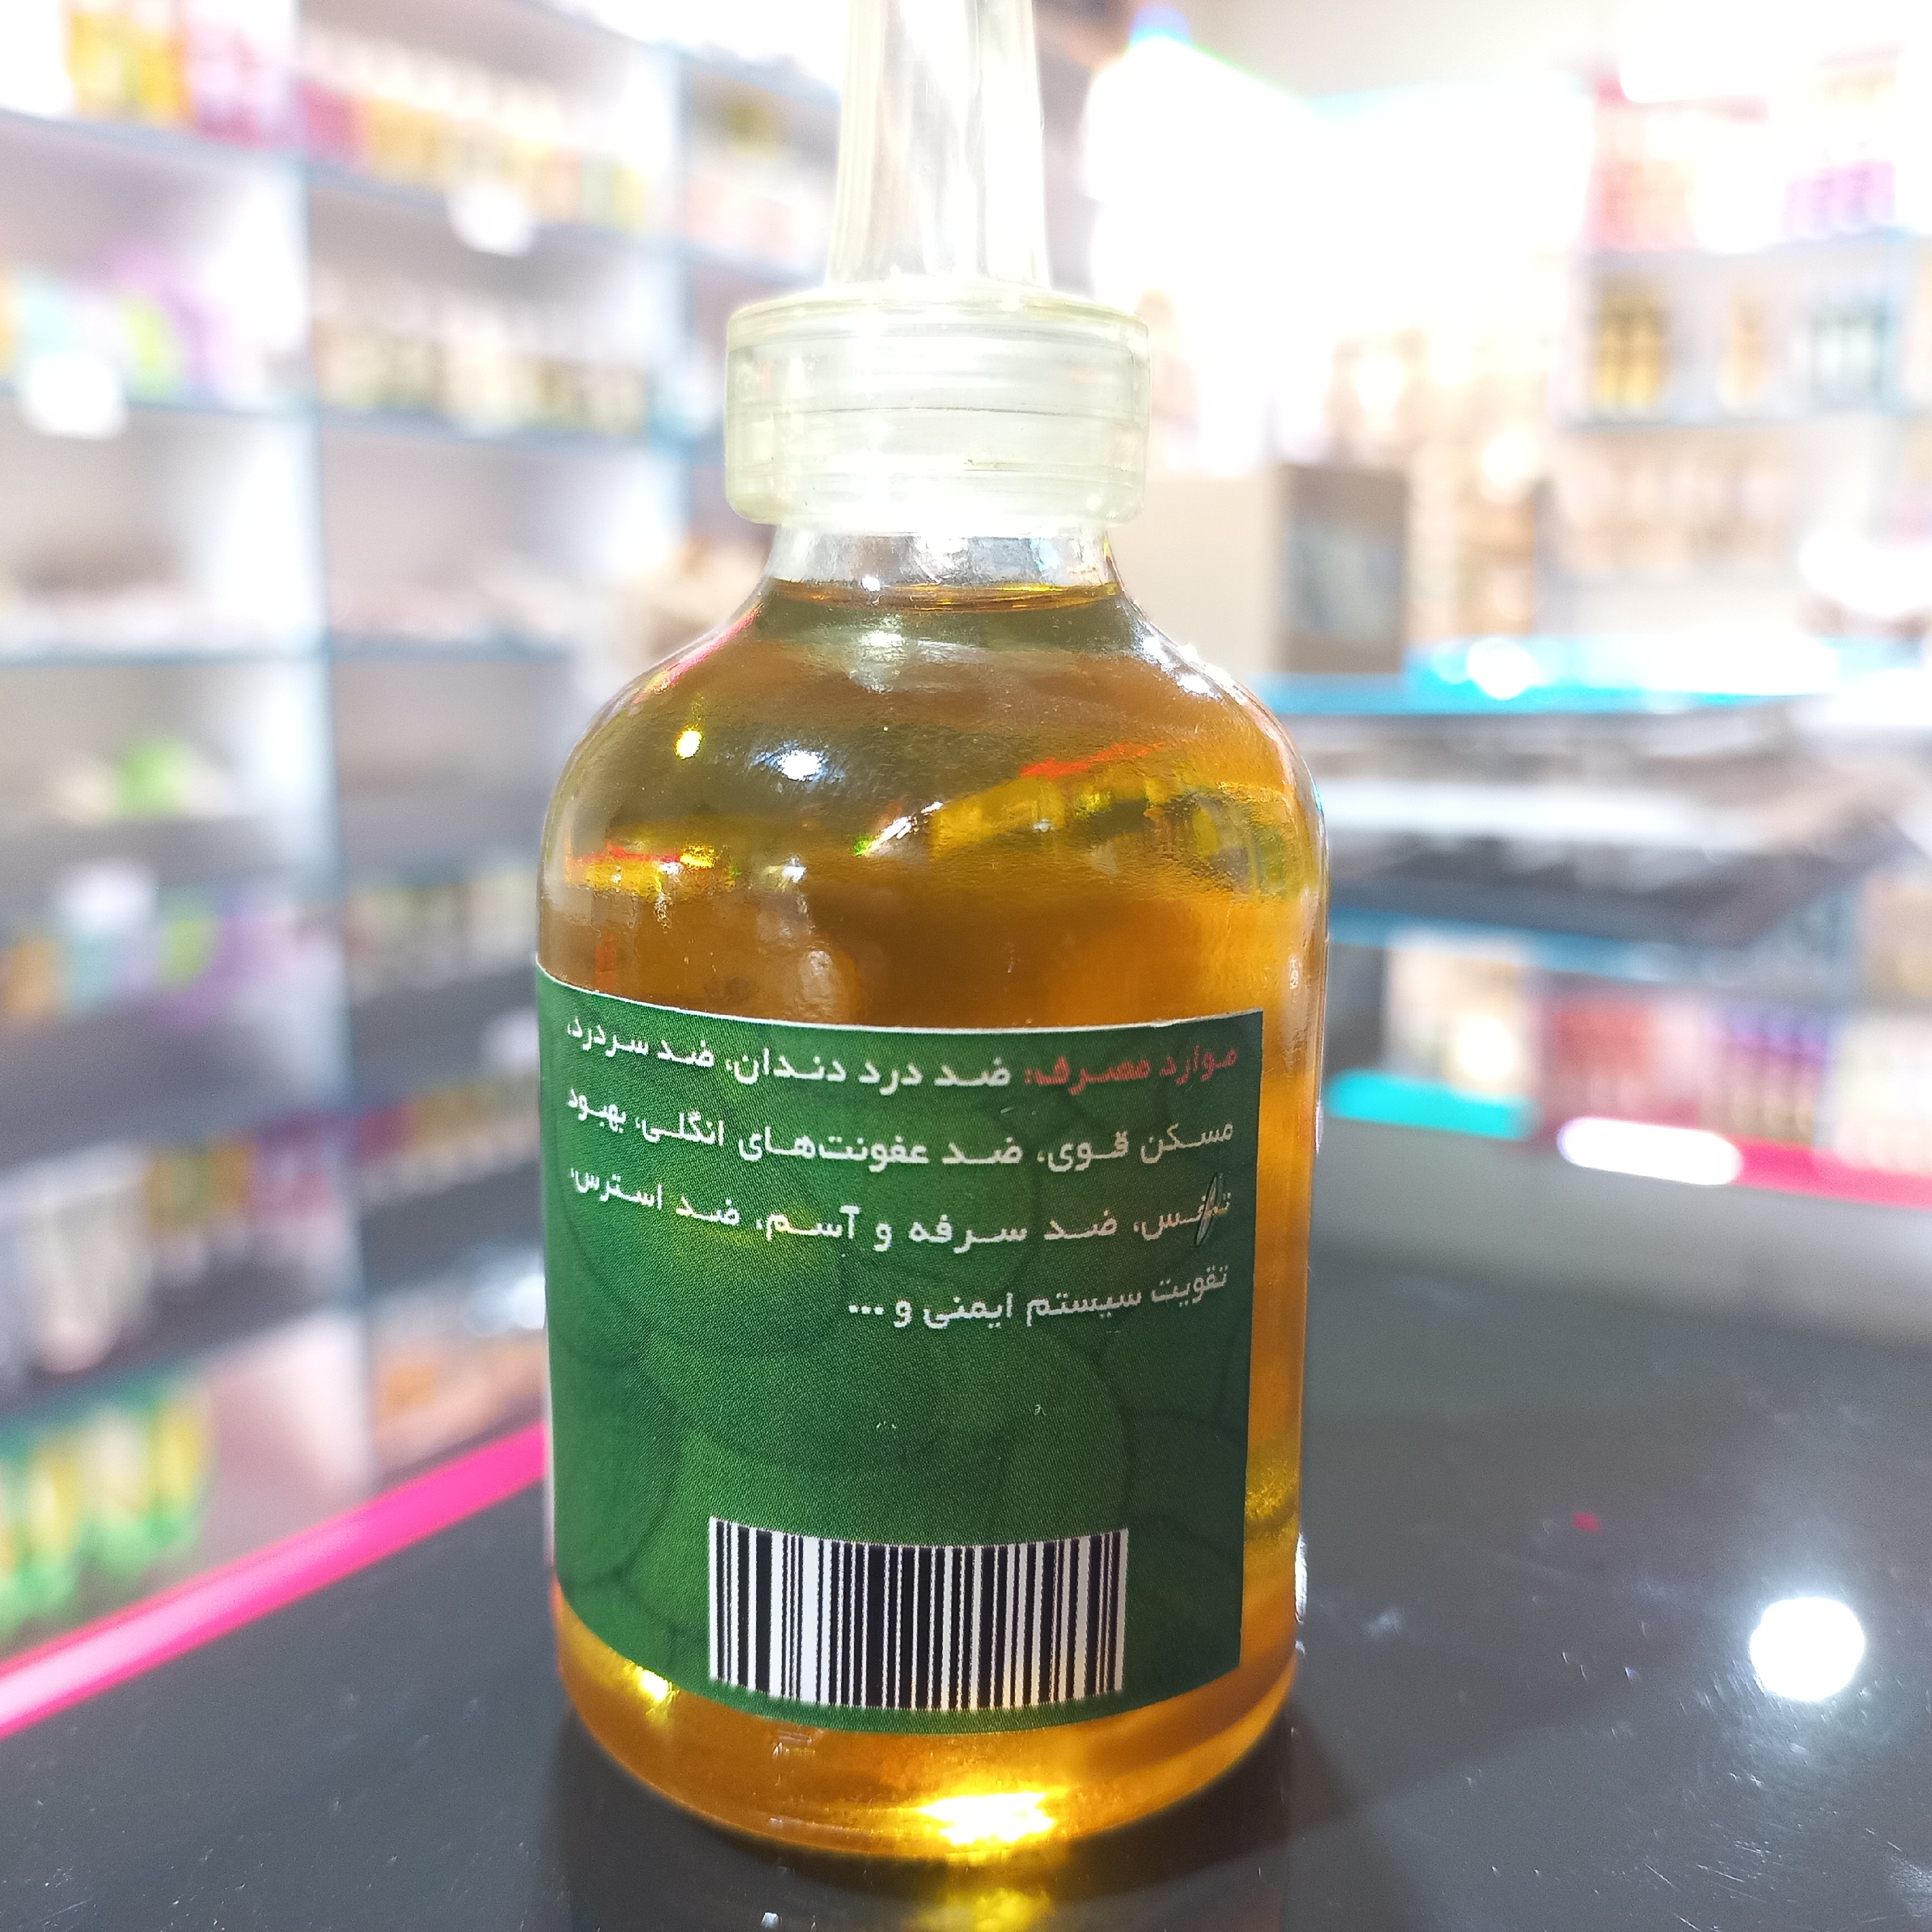 موارد مصرف: ضد درد دندان، ضد سردرد،
مسکن قوی، ضد عفونت‌های انگلی، بهبود
تنفس، ضد سرفه و آسم، ضد استرس،
تقویت سیستم ایمنی و ...